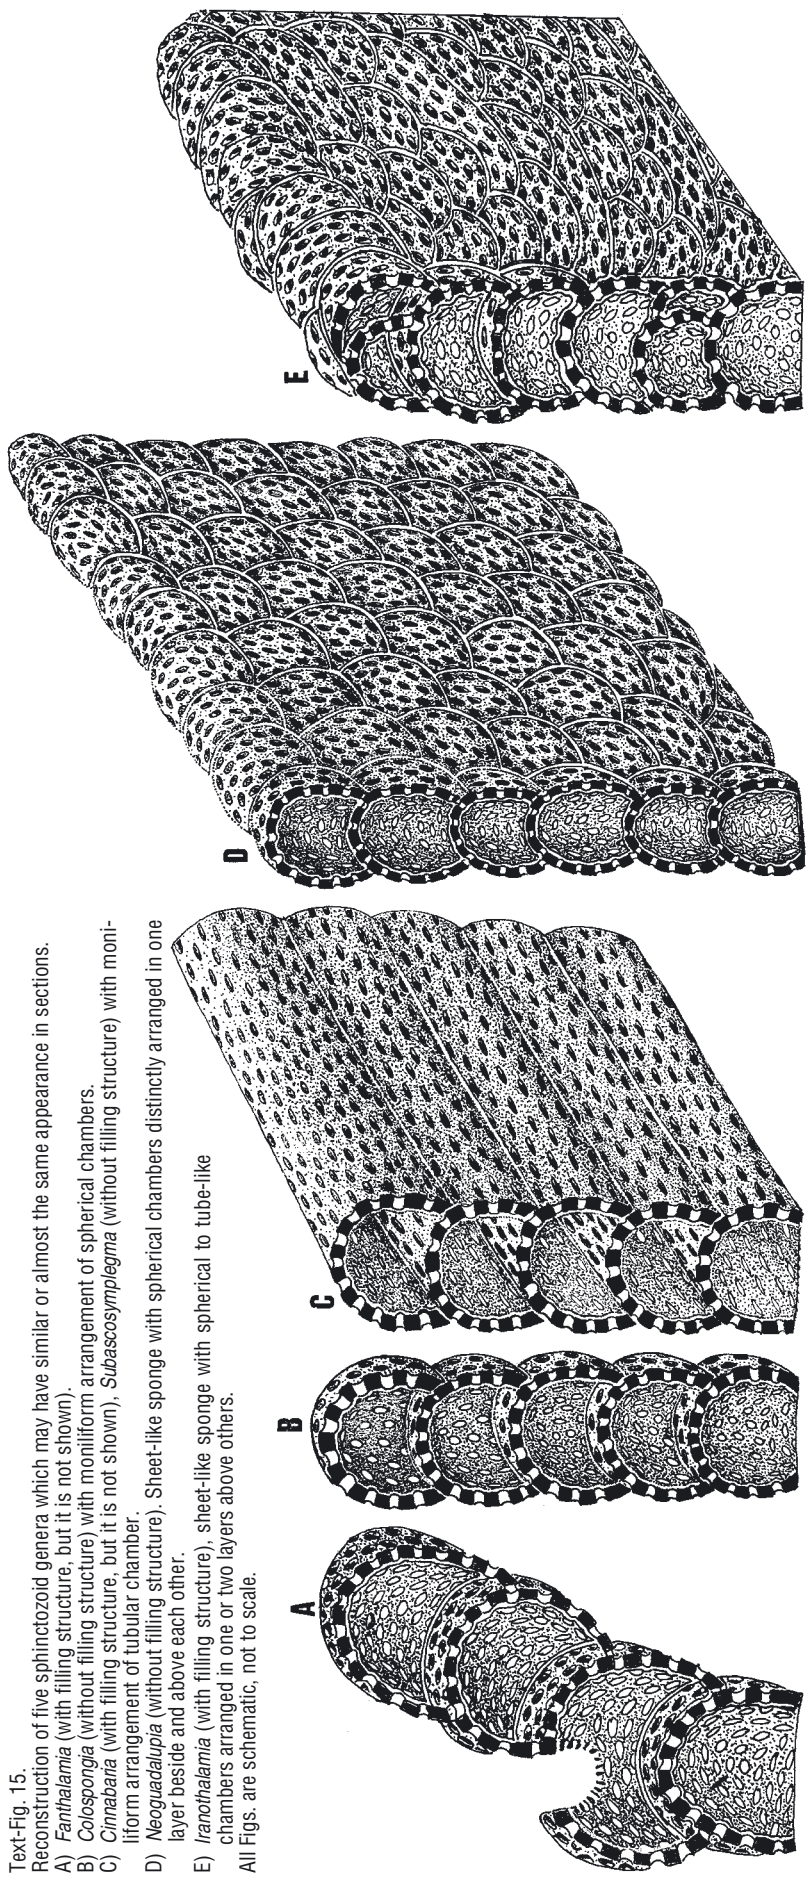 Text-Fig. 15.
Reconstruction of five sphinctozoid genera which may have similar or almost the same appearance in sections.
A) Fanthalamia (with filling structure, but it is not shown).
B) Colospongia (without filling structure) with moniliform arrangement of spherical chambers.
C) Cinnabaria (with filling structure, but it is not shown), Subascosymplegma (without filling structure) with moni-
liform arrangement of tubular chamber.
D) Neoguadalupia (without filling structure). Sheet-like sponge with spherical chambers distinctly arranged in one
layer beside and above each other.
E) Iranothalamia (with filling structure), sheet-like sponge with spherical to tube-like
chambers arranged in one or two layers above others.
All Figs. are schematic, not to scale.
A
B
C
D
E